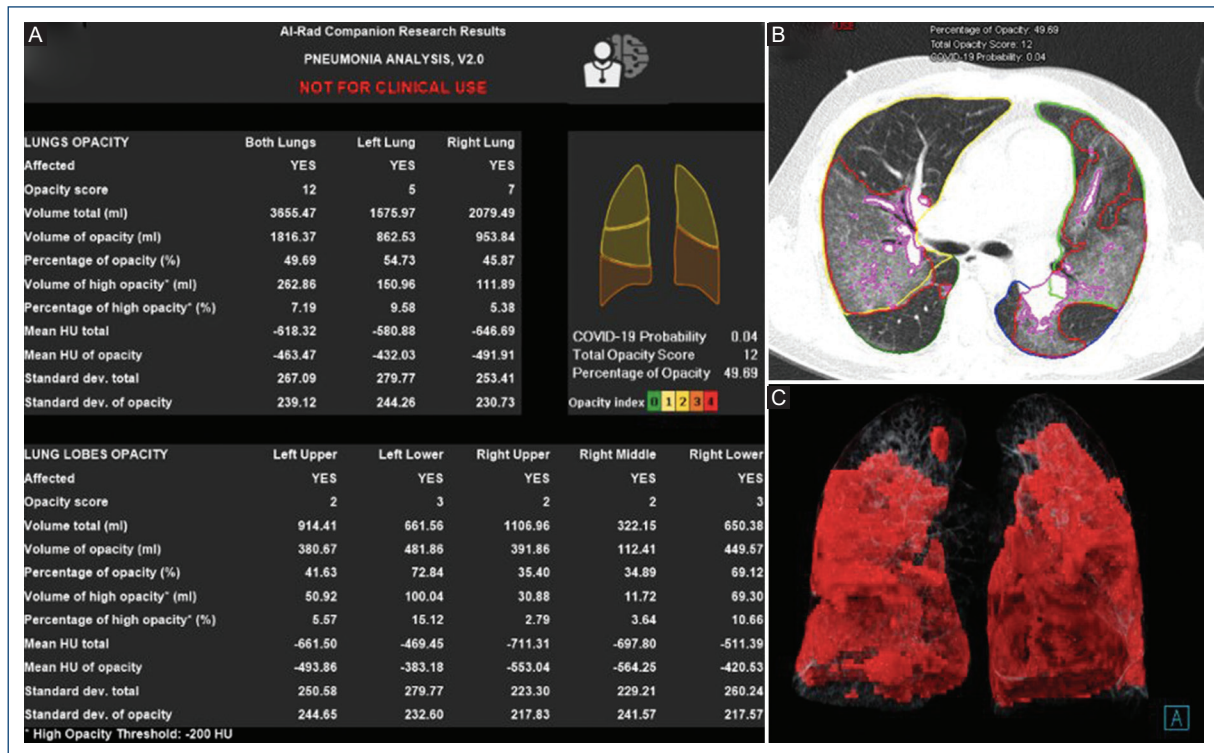 A
AI-Rad Companion Research Results
PNEUMONIA ANALYSIS, V2.0
NOT FOR CLINICAL USE
LUNGS OPACITY Both Lungs Left Lung Right Lung
Affected YES YES YES
Opacity score 12 5 7
Volume total (ml) 3655.47 1575.97 2079.49
Volume of opacity (ml) 1816.37 862.53 953.84
Percentage of opacity (%) 49.69 54.73 45.87
Volume of high opacity* (ml) 262.86 150.96 111.89
Percentage of high opacity* (%) 7.19 9.58 5.38
Mean HU total -618.32 -580.88 -646.69
Mean HU of opacity -463.47 -432.03 -491.91
Standard dev. total 267.09 279.77 253.41
Standard dev. of opacity 239.12 244.26 230.73
COVID-19 Probability 0.04
Total Opacity Score 12
Percentage of Opacity 49.69
Opacity index 0 1 2 3 4
LUNG LOBES OPACITY Left Upper Left Lower Right Upper Right Middle Right Lower
Affected YES YES YES YES YES
Opacity score 2 3 2 2 3
Volume total (ml) 914.41 661.56 1106.96 322.15 650.38
Volume of opacity (ml) 380.67 481.86 391.86 112.41 449.57
Percentage of opacity (%) 41.63 72.84 35.40 34.89 69.12
Volume of high opacity* (ml) 50.92 100.04 30.88 11.72 69.30
Percentage of high opacity* (%) 5.57 15.12 2.79 3.64 10.66
Mean HU total -661.50 -469.45 -711.31 -697.80 -511.39
Mean HU of opacity -493.86 -383.18 -553.04 -564.25 -420.53
Standard dev. total 250.58 279.77 223.30 229.21 260.24
Standard dev. of opacity 244.65 232.60 217.83 241.57 217.57
* High Opacity Threshold: -200 HU
B
USE
Percentage of Opacity: 49.69
Total Opacity Score: 12
COVID-19 Probability: 0.04
C
A